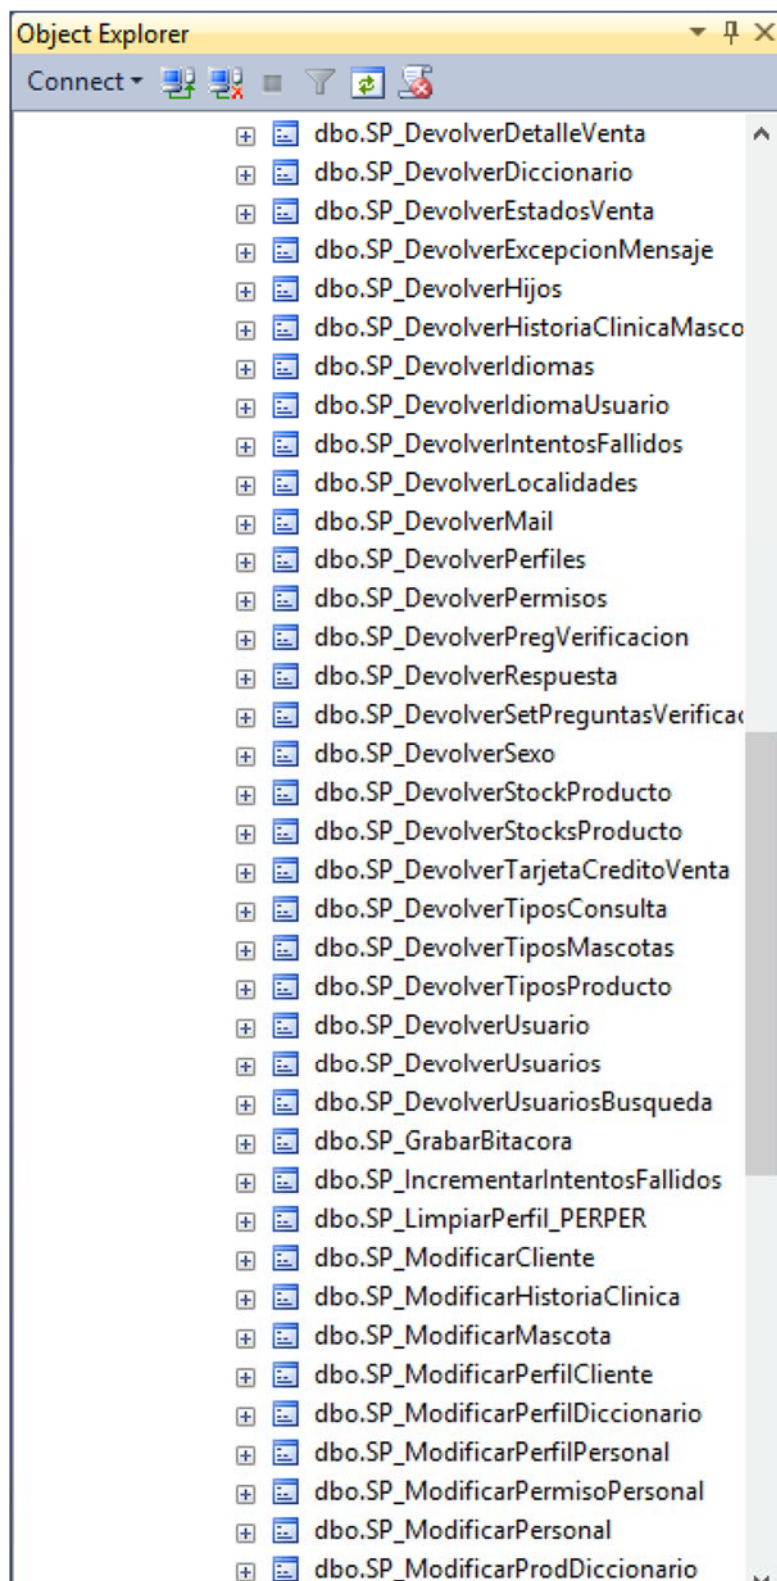 Object Explorer
Connect
dbo.SP_DevolverDetalleVenta
dbo.SP_DevolverDiccionario
dbo.SP_DevolverEstadosVenta
dbo.SP_DevolverExcepcionMensaje
dbo.SP_DevolverHijos
dbo.SP_DevolverHistoriaClinicaMasco
dbo.SP_DevolverIdiomas
dbo.SP_DevolverIdiomaUsuario
dbo.SP_DevolverIntentosFallidos
dbo.SP_DevolverLocalidades
dbo.SP_DevolverMail
dbo.SP_DevolverPerfiles
dbo.SP_DevolverPermisos
dbo.SP_DevolverPregVerificacion
dbo.SP_DevolverRespuesta
dbo.SP_DevolverSetPreguntasVerificac
dbo.SP_DevolverSexo
dbo.SP_DevolverStockProducto
dbo.SP_DevolverStocksProducto
dbo.SP_DevolverTarjetaCreditoVenta
dbo.SP_DevolverTiposConsulta
dbo.SP_DevolverTiposMascotas
dbo.SP_DevolverTiposProducto
dbo.SP_DevolverUsuario
dbo.SP_DevolverUsuarios
dbo.SP_DevolverUsuariosBusqueda
dbo.SP_GrabarBitacora
dbo.SP_IncrementarIntentosFallidos
dbo.SP_LimpiarPerfil_PERPER
dbo.SP_ModificarCliente
dbo.SP_ModificarHistoriaClinica
dbo.SP_ModificarMascota
dbo.SP_ModificarPerfilCliente
dbo.SP_ModificarPerfilDiccionario
dbo.SP_ModificarPerfilPersonal
dbo.SP_ModificarPermisoPersonal
dbo.SP_ModificarPersonal
dbo.SP_ModificarProdDiccionario